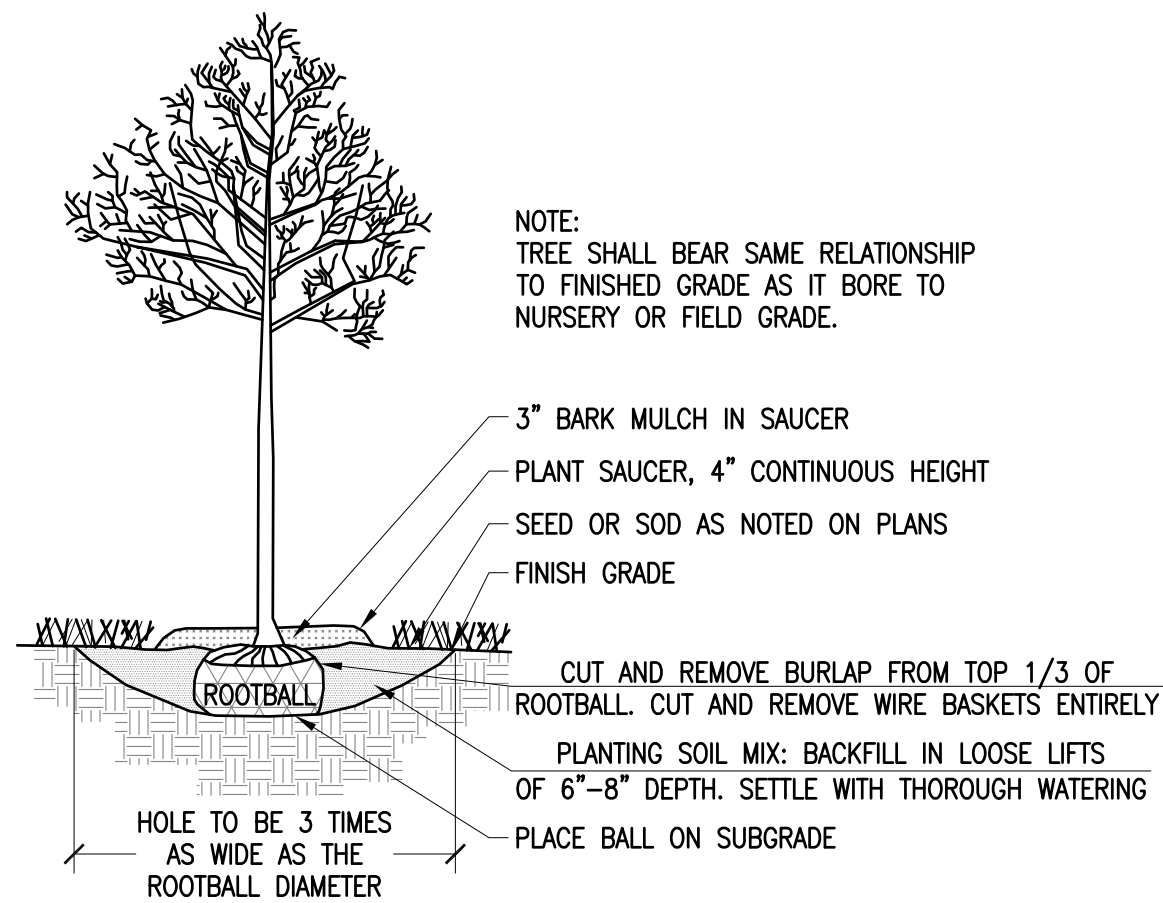 NOTE:
TREE SHALL BEAR SAME RELATIONSHIP
TO FINISHED GRADE AS IT BORE TO
NURSERY OR FIELD GRADE.
3" BARK MULCH IN SAUCER
PLANT SAUCER, 4" CONTINUOUS HEIGHT
SEED OR SOD AS NOTED ON PLANS
FINISH GRADE
CUT AND REMOVE BURLAP FROM TOP 1/3 OF
ROOTBALL. CUT AND REMOVE WIRE BASKETS ENTIRELY
ROOTBALL
PLANTING SOIL MIX: BACKFILL IN LOOSE LIFTS
OF 6"-8" DEPTH. SETTLE WITH THOROUGH WATERING
PLACE BALL ON SUBGRADE
HOLE TO BE 3 TIMES
AS WIDE AS THE
ROOTBALL DIAMETER